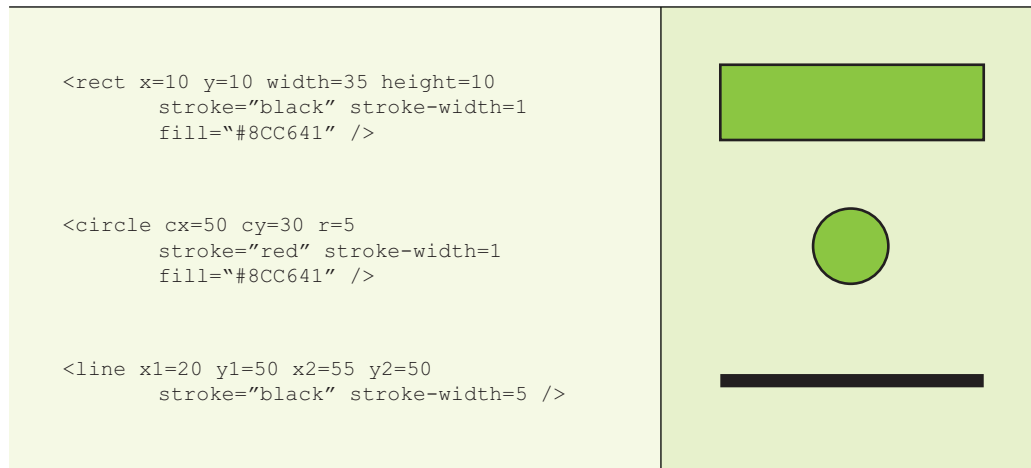 <rect x=10 y=10 width=35 height=10
stroke=”black” stroke-width=1
fill=“#8CC641” />
<circle cx=50 cy=30 r=5
stroke=”red” stroke-width=1
fill=“#8CC641” />
<line x1=20 y1=50 x2=55 y2=50
stroke=”black” stroke-width=5 />